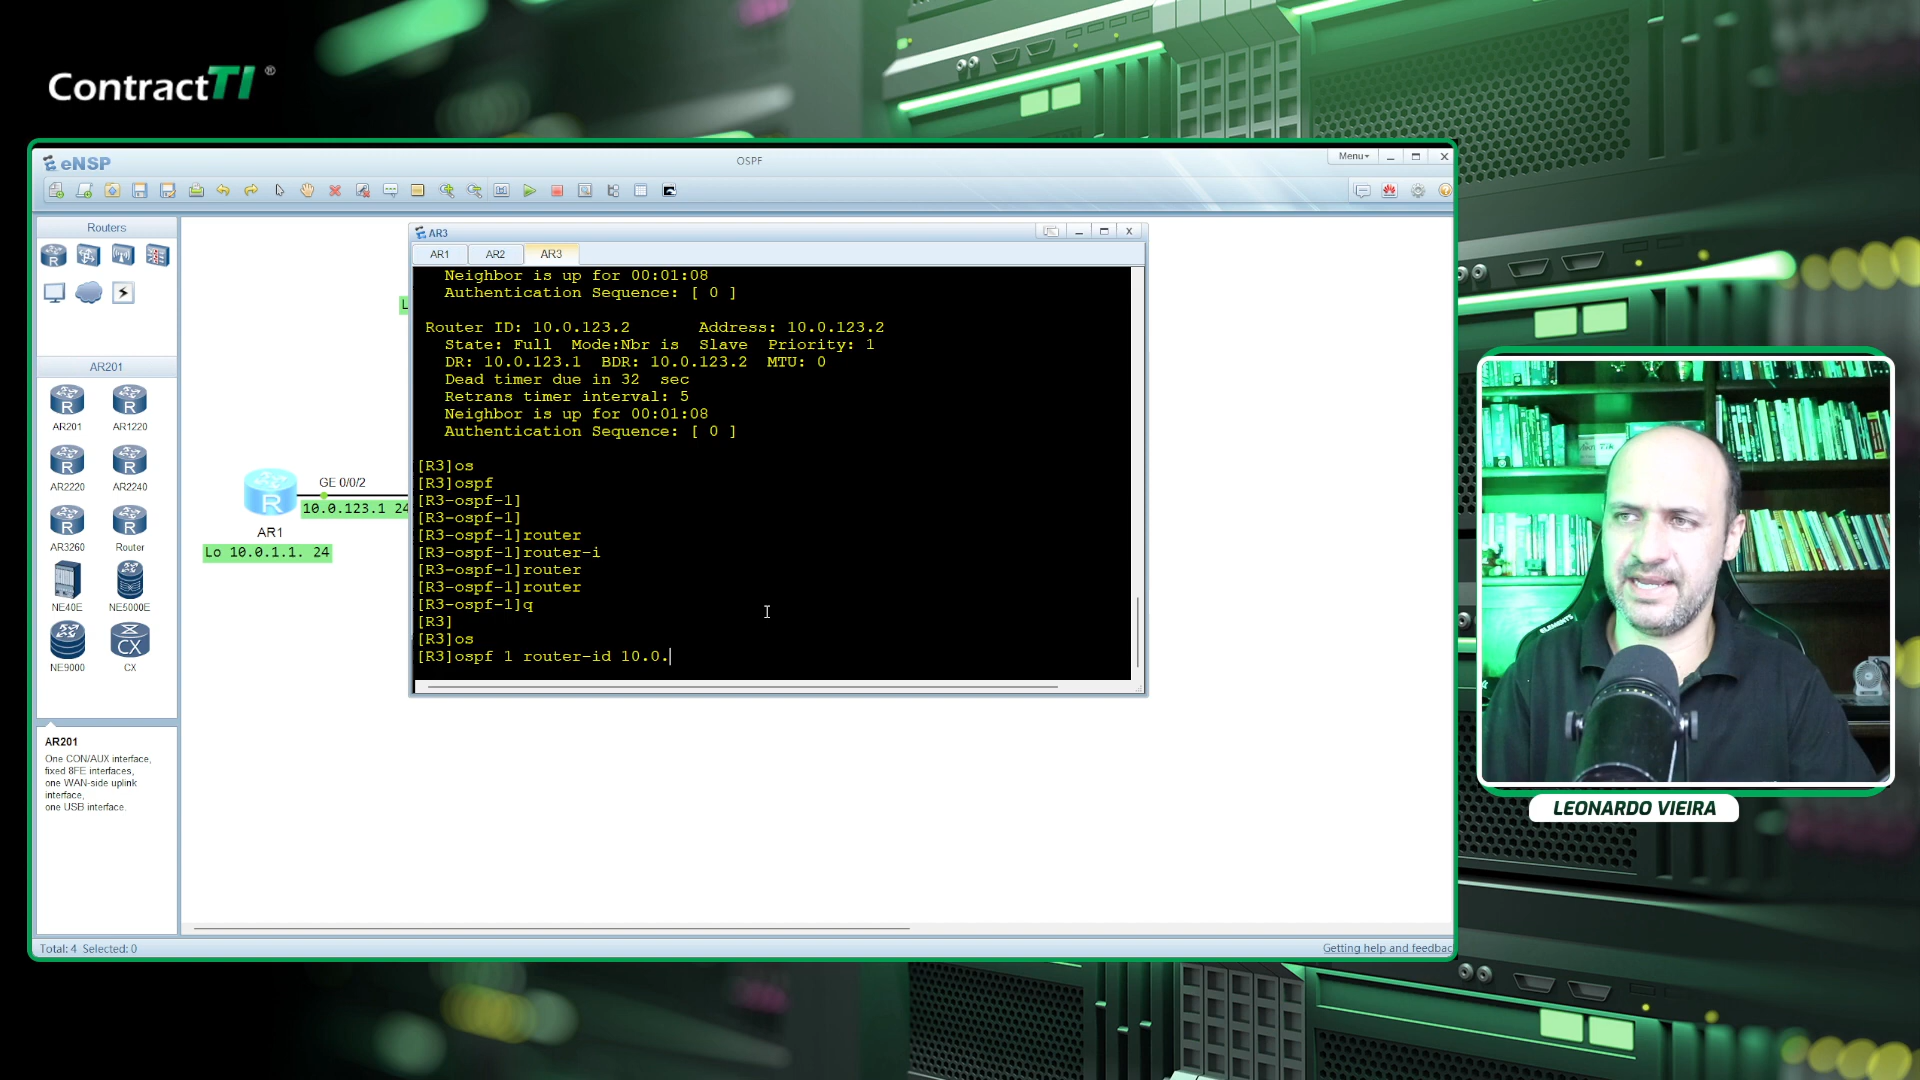 ContractTI ®
eNSP
OSPF
Menu
Routers
AR201
AR201
AR1220
AR2220
AR2240
AR3260
Router
NE40E
NE5000E
NE9000
CX
CX
AR201
One CON/AUX interface,
fixed 8FE interfaces,
one WAN-side uplink
interface,
one USB interface.
Total: 4 Selected: 0
Getting help and feedbac
L
GE 0/0/2
10.0.123.1 24
R
AR1
Lo 10.0.1.1. 24
AR3
AR1
AR2
AR3
Neighbor is up for 00:01:08
Authentication Sequence: [ 0 ]
Router ID: 10.0.123.2 Address: 10.0.123.2
State: Full Mode:Nbr is Slave Priority: 1
DR: 10.0.123.1 BDR: 10.0.123.2 MTU: 0
Dead timer due in 32 sec
Retrans timer interval: 5
Neighbor is up for 00:01:08
Authentication Sequence: [ 0 ]
[R3]os
[R3]ospf
[R3-ospf-1]
[R3-ospf-1]
[R3-ospf-1]router
[R3-ospf-1]router-i
[R3-ospf-1]router
[R3-ospf-1]router
[R3-ospf-1]q
[R3]
[R3]os
[R3]ospf 1 router-id 10.0.
LEONARDO VIEIRA